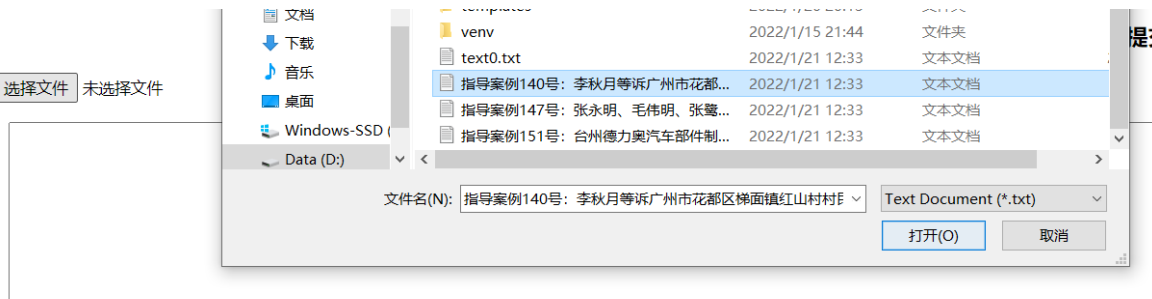 文档
templates
下载
venv 2022/1/15 21:44 文件夹
音乐
text0.txt 2022/1/21 12:33 文本文档
选择文件 未选择文件
指导案例140号：李秋月等诉广州市花都... 2022/1/21 12:33 文本文档
桌面
指导案例147号：张永明、毛伟明、张鹭... 2022/1/21 12:33 文本文档
Windows-SSD (
指导案例151号：台州德力奥汽车部件制... 2022/1/21 12:33 文本文档
Data (D:)
文件名(N): 指导案例140号：李秋月等诉广州市花都区梯面镇红山村村民 Text Document (*.txt)
打开(O) 取消